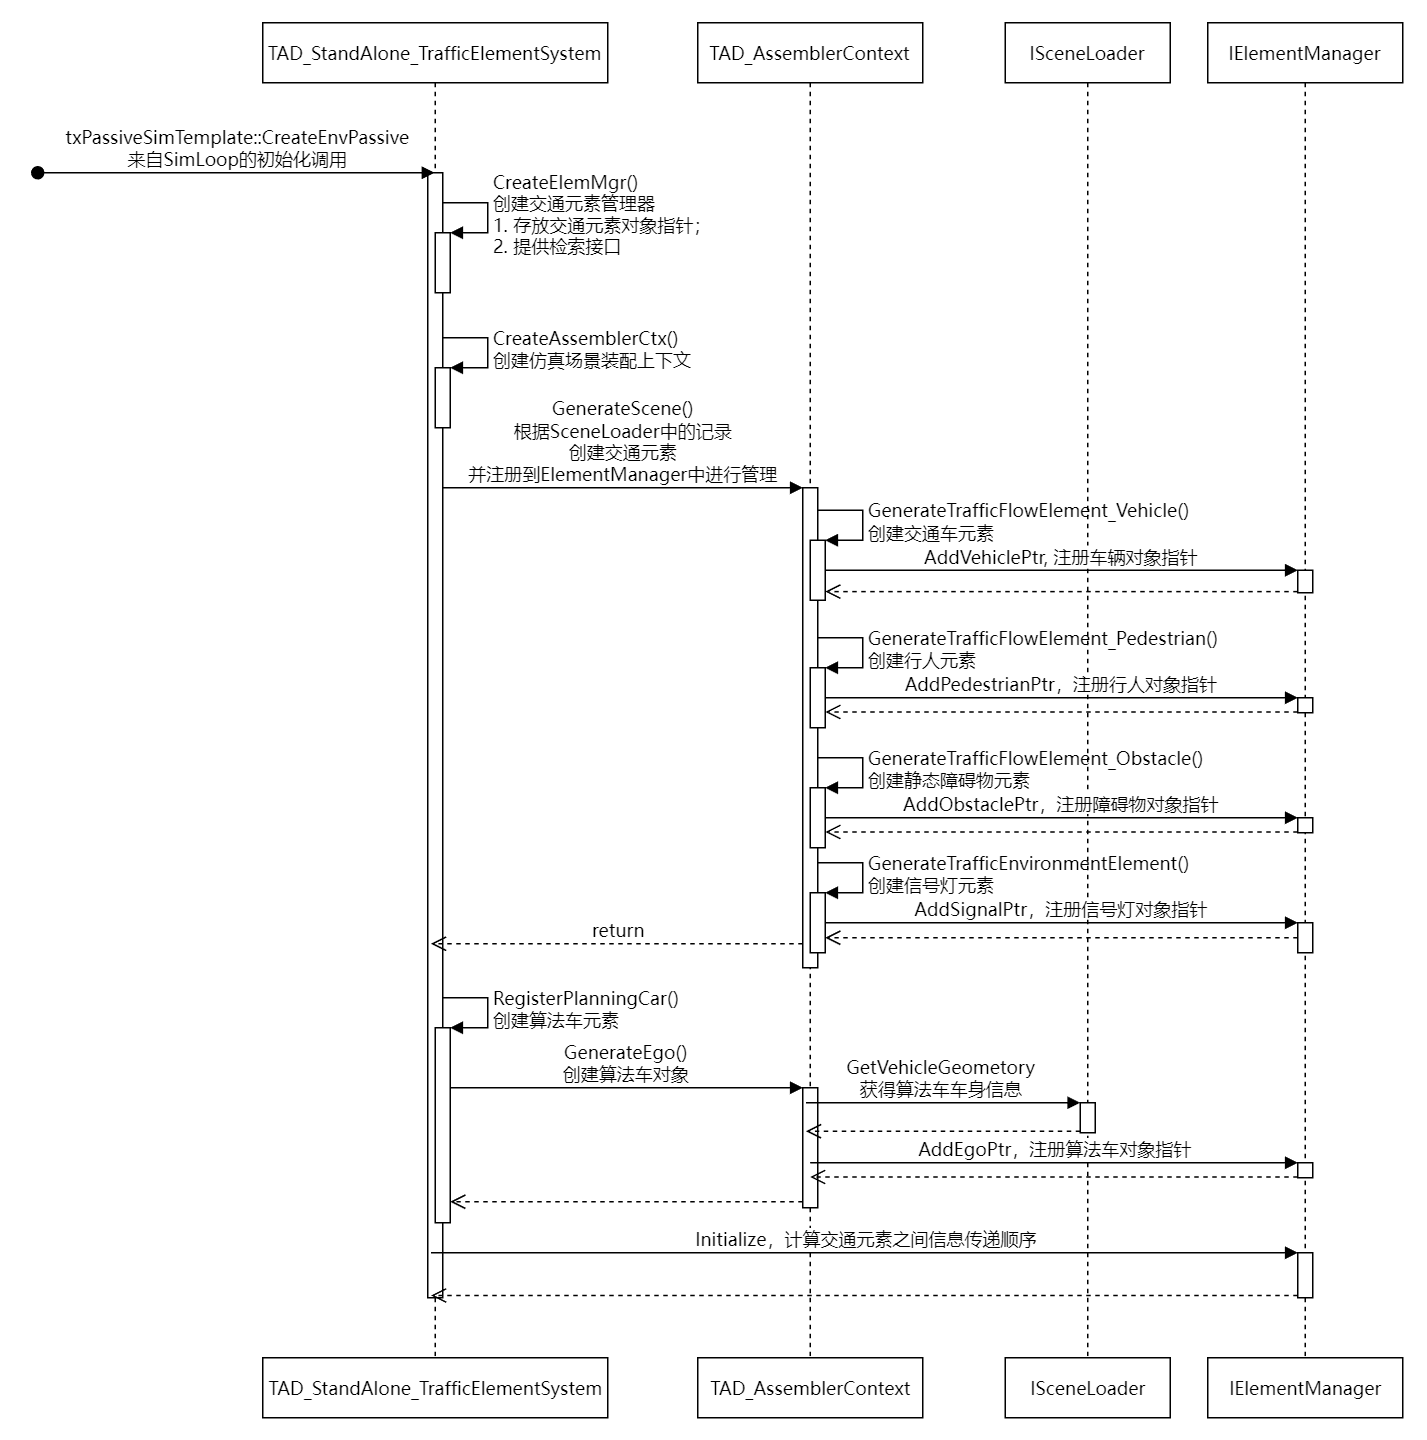 TAD_StandAlone_TrafficElementSystem
TAD_AssemblerContext
ISceneLoader
IElementManager
txPassiveSimTemplate::CreateEnvPassive
来自SimLoop的初始化调用
CreateElemMgr()
创建交通元素管理器
1. 存放交通元素对象指针；
2. 提供检索接口
CreateAssemblerCtx()
创建仿真场景装配上下文
GenerateScene()
根据SceneLoader中的记录
创建交通元素
并注册到ElementManager中进行管理
GenerateTrafficFlowElement_Vehicle()
创建交通车元素
AddVehiclePtr, 注册车辆对象指针
GenerateTrafficFlowElement_Pedestrian()
创建行人元素
AddPedestrianPtr，注册行人对象指针
GenerateTrafficFlowElement_Obstacle()
创建静态障碍物元素
AddObstaclePtr，注册障碍物对象指针
GenerateTrafficEnvironmentElement()
创建信号灯元素
AddSignalPtr，注册信号灯对象指针
return
RegisterPlanningCar()
创建算法车元素
GenerateEgo()
创建算法车对象
GetVehicleGeometory
获得算法车车身信息
AddEgoPtr，注册算法车对象指针
Initialize，计算交通元素之间信息传递顺序
TAD_StandAlone_TrafficElementSystem
TAD_AssemblerContext
ISceneLoader
IElementManager